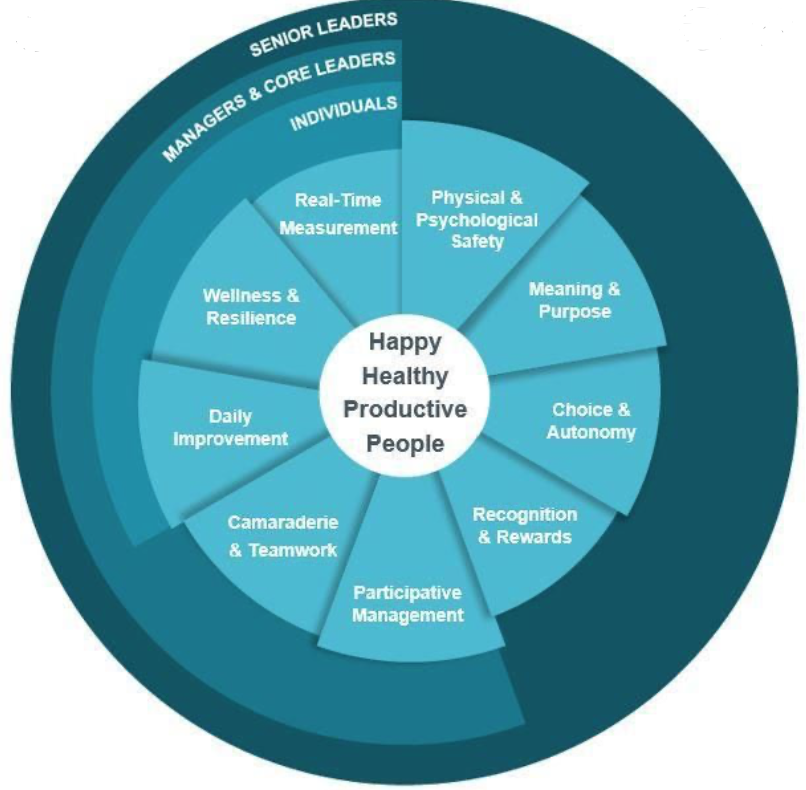 SENIOR LEADERS
MANAGERS & CORE LEADERS
INDIVIDUALS
Real-Time
Measurement
Physical &
Psychological
Safety
Meaning &
Purpose
Choice &
Autonomy
Recognition
& Rewards
Participative
Management
Camaraderie
& Teamwork
Daily
Improvement
Wellness &
Resilience
Happy
Healthy
Productive
People